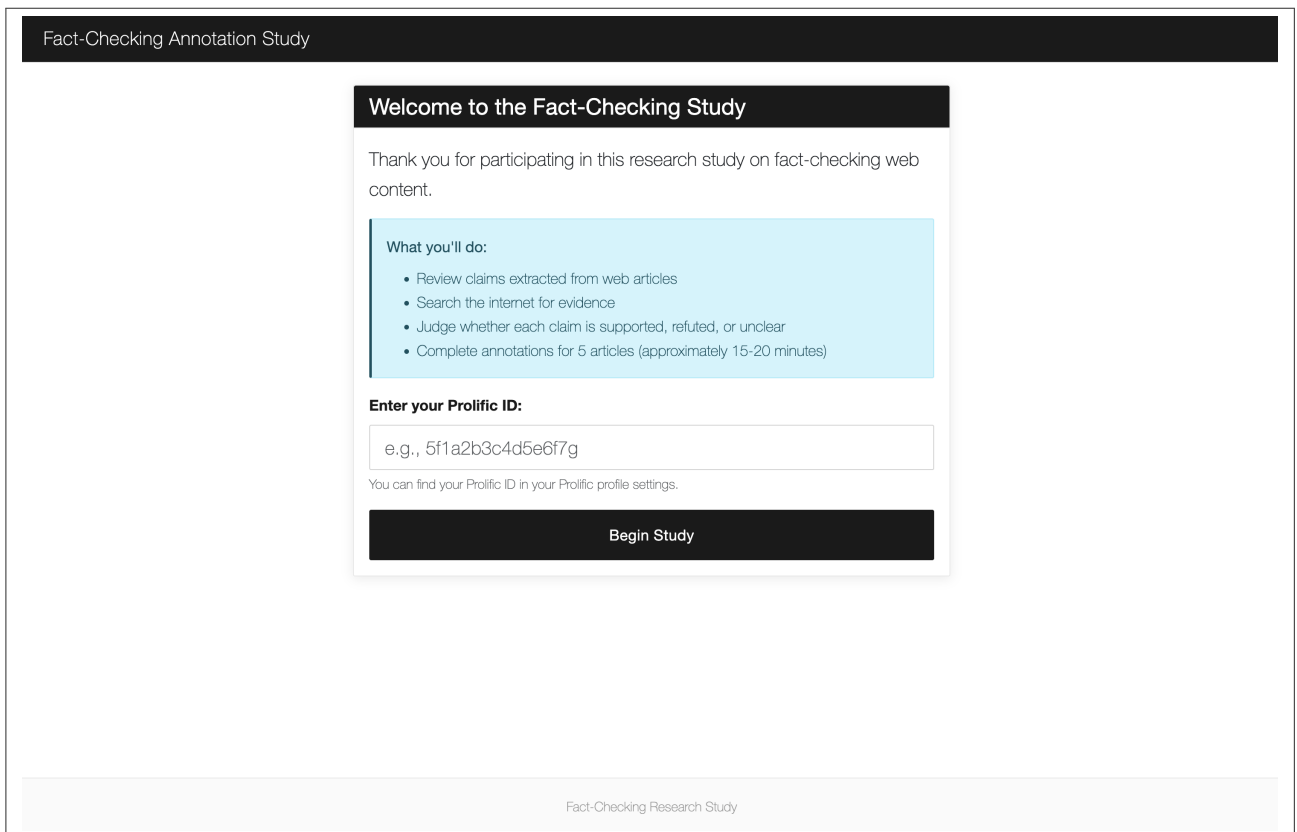 Fact-Checking Annotation Study
Welcome to the Fact-Checking Study
Thank you for participating in this research study on fact-checking web
content.
What you'll do:
• Review claims extracted from web articles
• Search the internet for evidence
• Judge whether each claim is supported, refuted, or unclear
• Complete annotations for 5 articles (approximately 15-20 minutes)
Enter your Prolific ID:
e.g., 5f1a2b3c4d5e6f7g
You can find your Prolific ID in your Prolific profile settings.
Begin Study
Fact-Checking Research Study